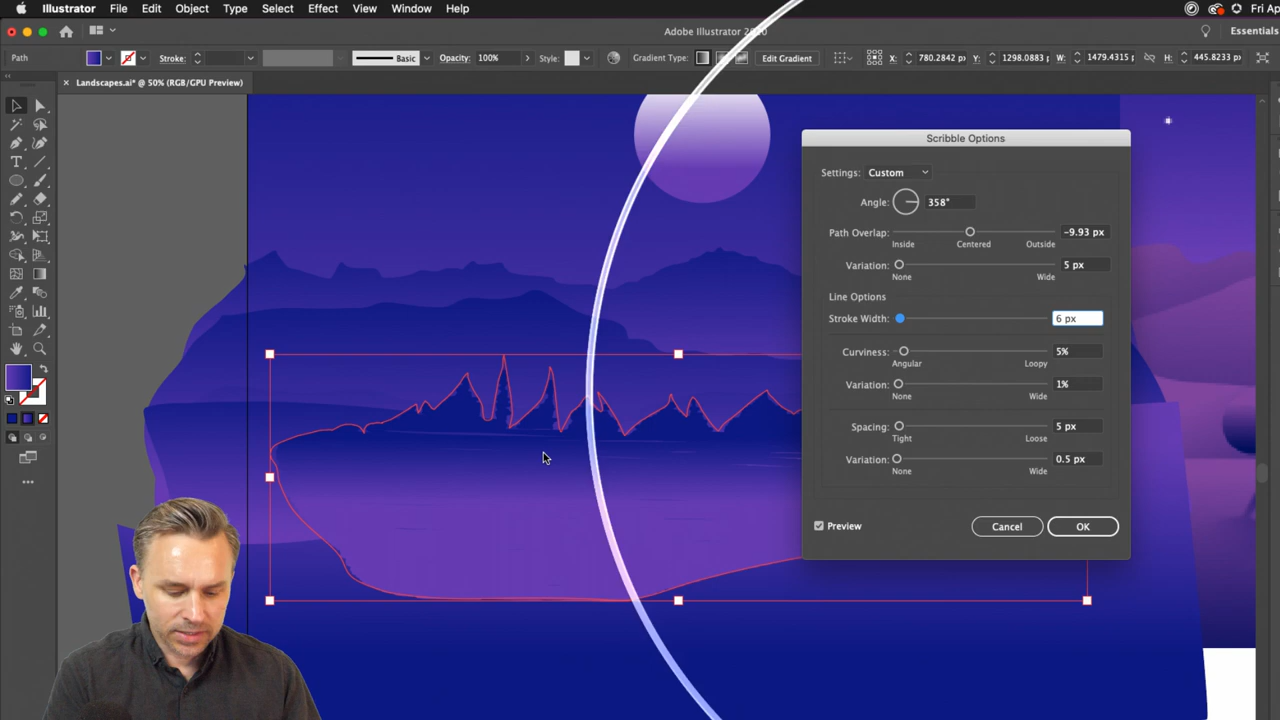 Illustrator File Edit Object Type Select Effect View Window Help Fri Ap
Essentials
Path Stroke: Basic Opacity: 100% Style: Gradient Type: Edit Gradient X: 780.2842 p Y: 1298.0883 W: 1479.4315 p H: 445.8233 px
Landscapes.ai* @ 50% (RGB/GPU Preview)
Scribble Options
Settings: Custom
Angle: 358°
Path Overlap: -9.93 px
Inside Centered Outside
Variation: 5 px
None Wide
Line Options
Stroke Width: 6 px
Curviness: 5%
Angular Loopy
Variation: 1%
None Wide
Spacing: 5 px
Tight Loose
Variation: 0.5 px
None Wide
Preview Cancel OK